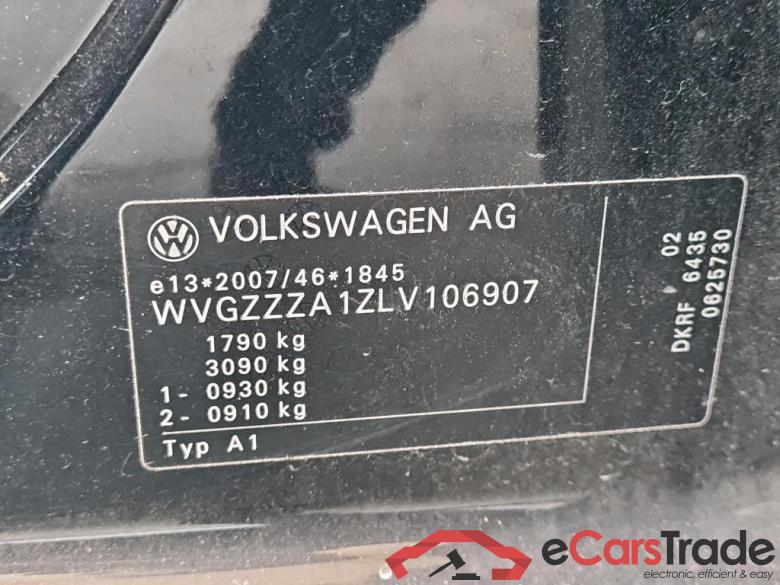 VOLKSWAGEN AG
e13*2007/46*1845
WVGZZZA1ZLV106907
1790 kg
3090 kg
1- 0930 kg
2- 0910 kg
Typ A1
02
DKRF 6435
0625730
eCarsTrade
electronic, efficient & easy